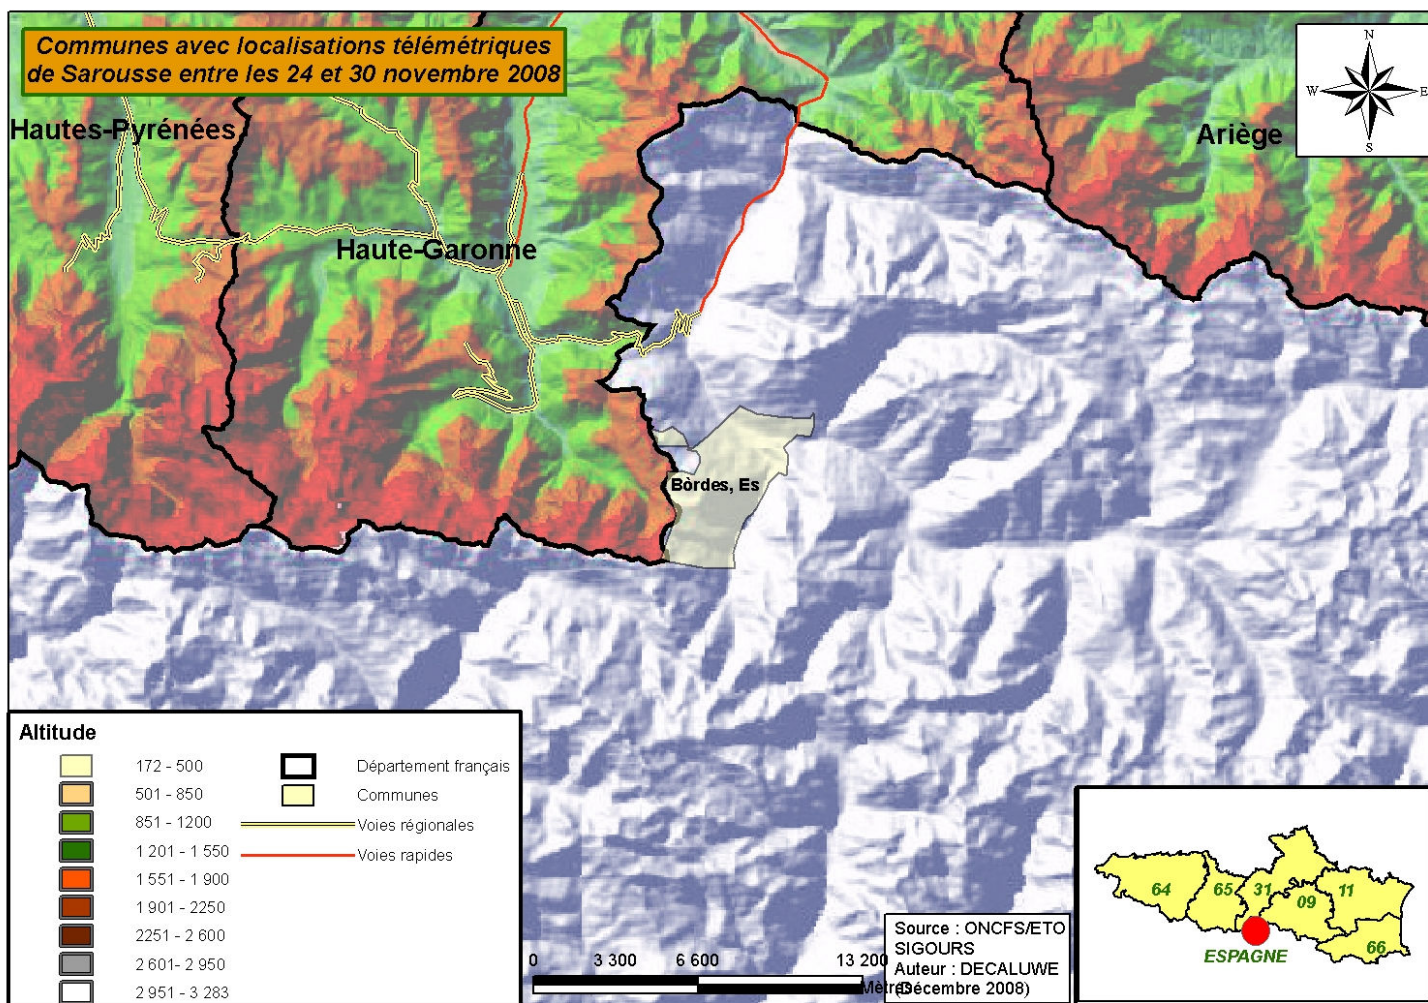 Communes avec localisations télémétriques
de Sarousse entre les 24 et 30 novembre 2008
N
W
E
S
Hautes-Pyrénées
Ariège
Haute-Garonne
Bòrdes, Es
Altitude
172 - 500
501 - 850
851 - 1200
1 201 - 1 550
1 551 - 1 900
1 901 - 2250
2251 - 2 600
2 601- 2 950
2 951 - 3 283
Département français
Communes
Voies régionales
Voies rapides
0
3 300
6 600
13 200
Mètres
Source : ONCFS/ETO
SIGOURS
Auteur : DECALUWE
(Décembre 2008)
64
65
31
09
11
66
ESPAGNE